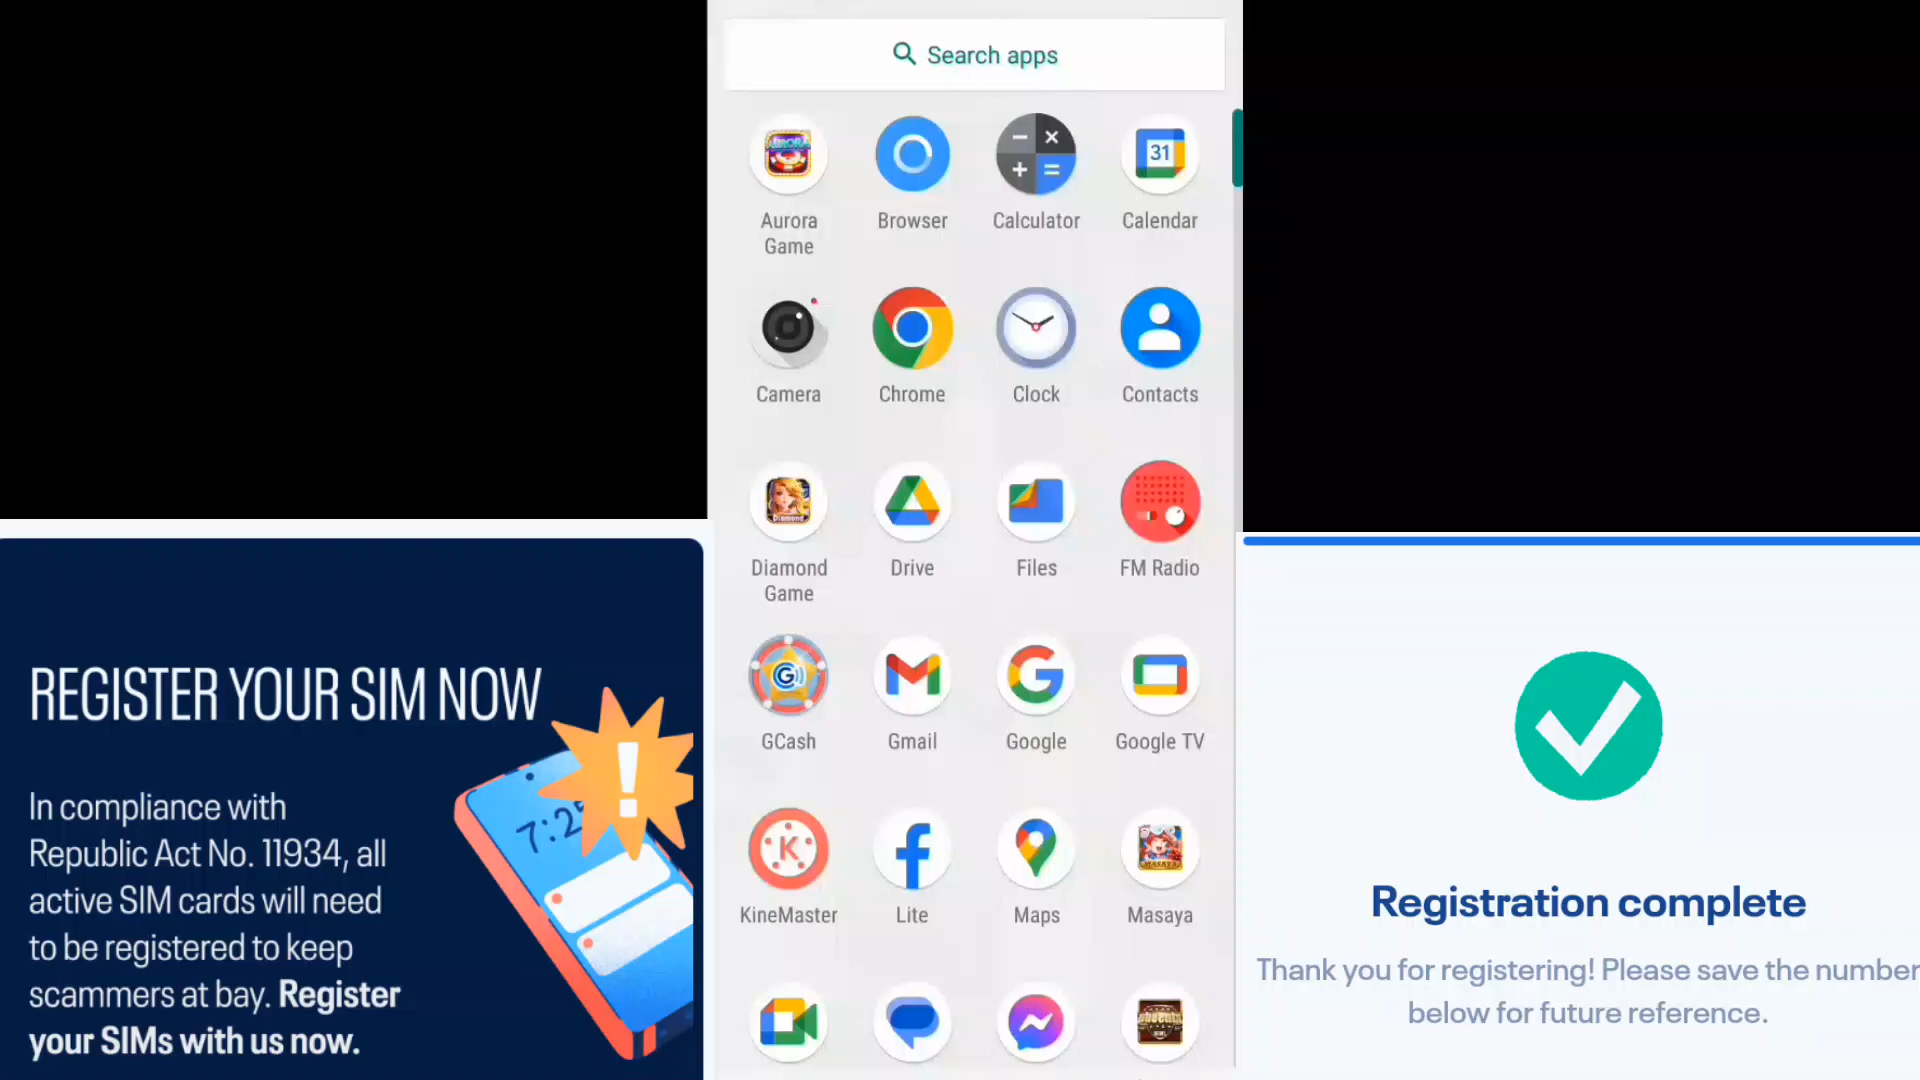 Search apps
Aurora
Game
Browser
Calculator
Calendar
31
Camera
Chrome
Clock
Contacts
Diamond
Diamond
Game
Drive
Files
FM Radio
GCash
Gmail
Google
Google TV
KineMaster
Lite
Maps
Masaya
REGISTER YOUR SIM NOW
In compliance with
Republic Act No. 11934, all
active SIM cards will need
to be registered to keep
scammers at bay. Register
your SIMs with us now.
Registration complete
Thank you for registering! Please save the number
below for future reference.